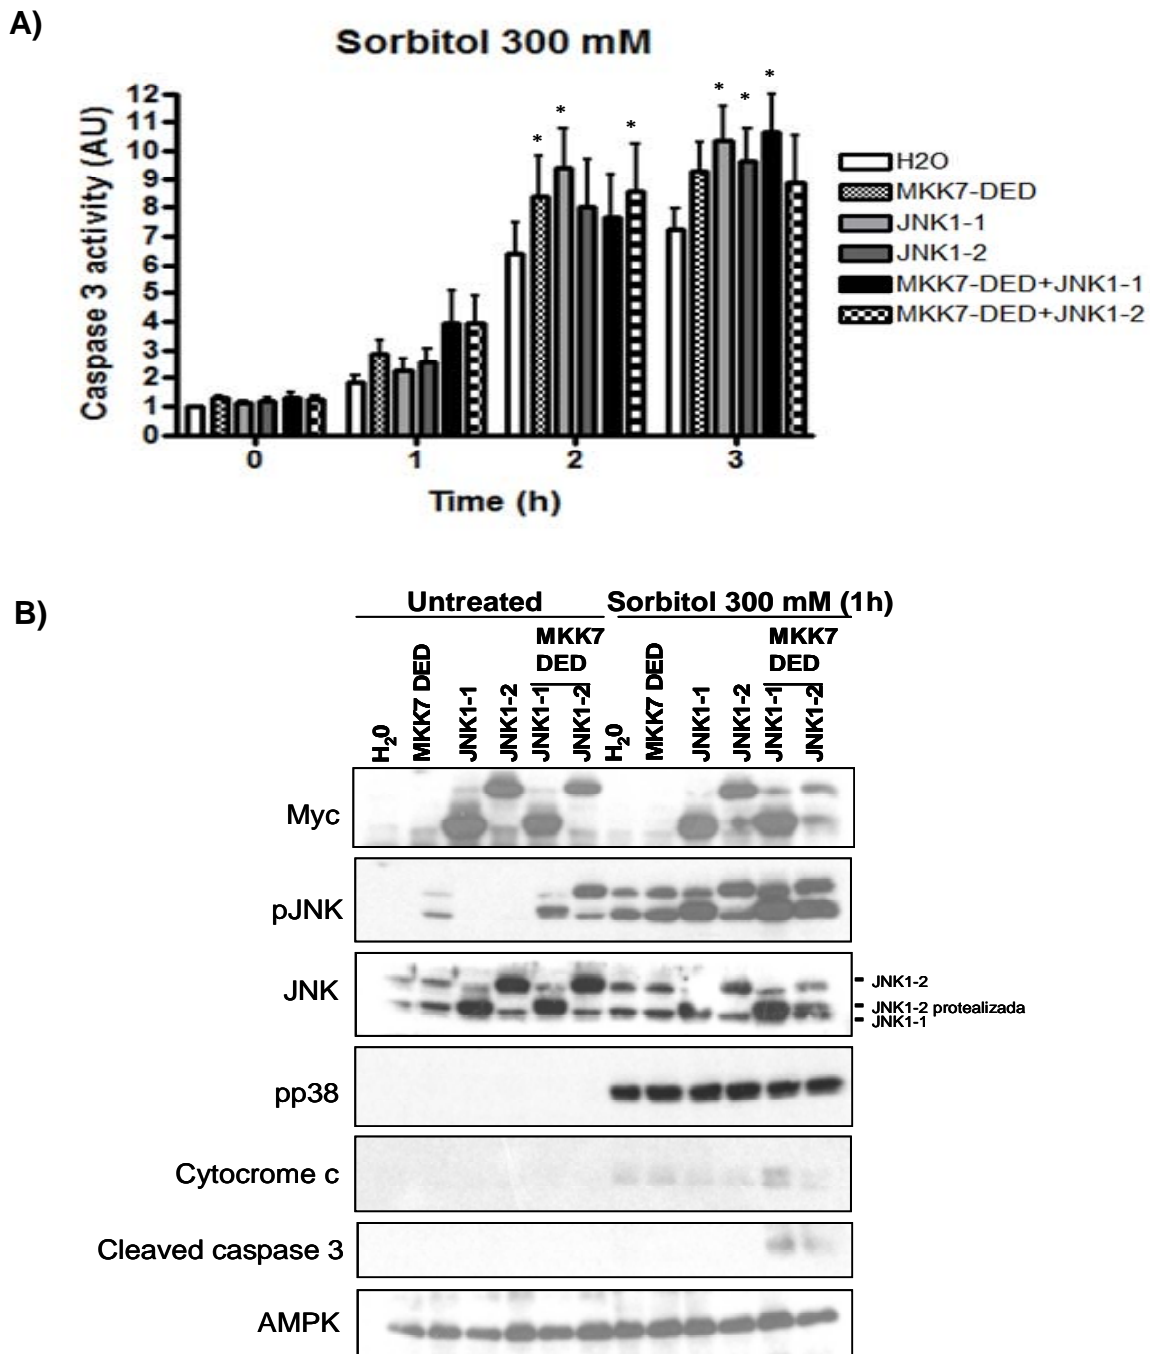 A)
Sorbitol 300 mM
Caspase 3 activity (AU)
12
11
10
9
8
7
6
5
4
3
2
1
0
* * * * * *
0 1 2 3
Time (h)
H2O
MKK7-DED
JNK1-1
JNK1-2
MKK7-DED+JNK1-1
MKK7-DED+JNK1-2
B)
Untreated Sorbitol 300 mM (1h)
MKK7 DED MKK7 DED
H20 MKK7 DED JNK1-1 JNK1-2 JNK1-1 JNK1-2 H20 MKK7 DED JNK1-1 JNK1-2 JNK1-1 JNK1-2
Myc
pJNK
JNK
JNK1-2
JNK1-2 protealizada
JNK1-1
pp38
Cytocrome c
Cleaved caspase 3
AMPK